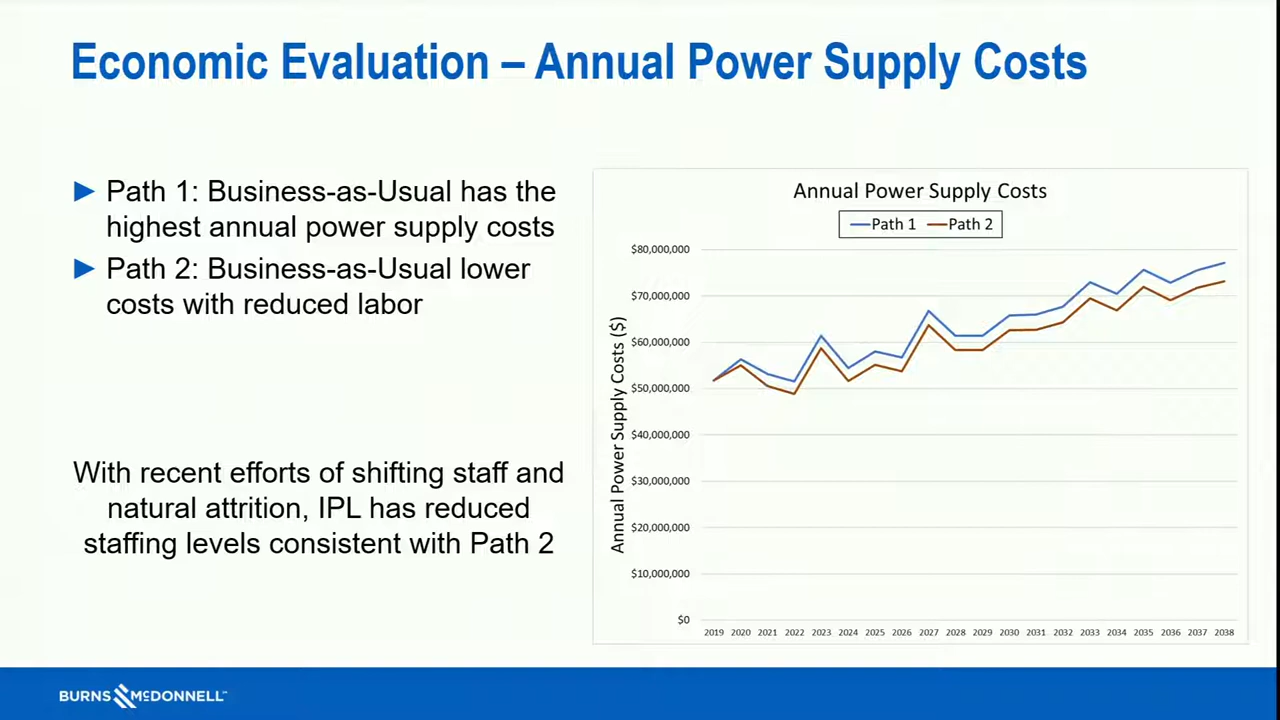 Economic Evaluation – Annual Power Supply Costs
► Path 1: Business-as-Usual has the
highest annual power supply costs
► Path 2: Business-as-Usual lower
costs with reduced labor
With recent efforts of shifting staff and
natural attrition, IPL has reduced
staffing levels consistent with Path 2
Annual Power Supply Costs
Path 1 Path 2
Annual Power Supply Costs ($)
$80,000,000
$70,000,000
$60,000,000
$50,000,000
$40,000,000
$30,000,000
$20,000,000
$10,000,000
$0
2019 2020 2021 2022 2023 2024 2025 2026 2027 2028 2029 2030 2031 2032 2033 2034 2035 2036 2037 2038
BURNS McDONNELL